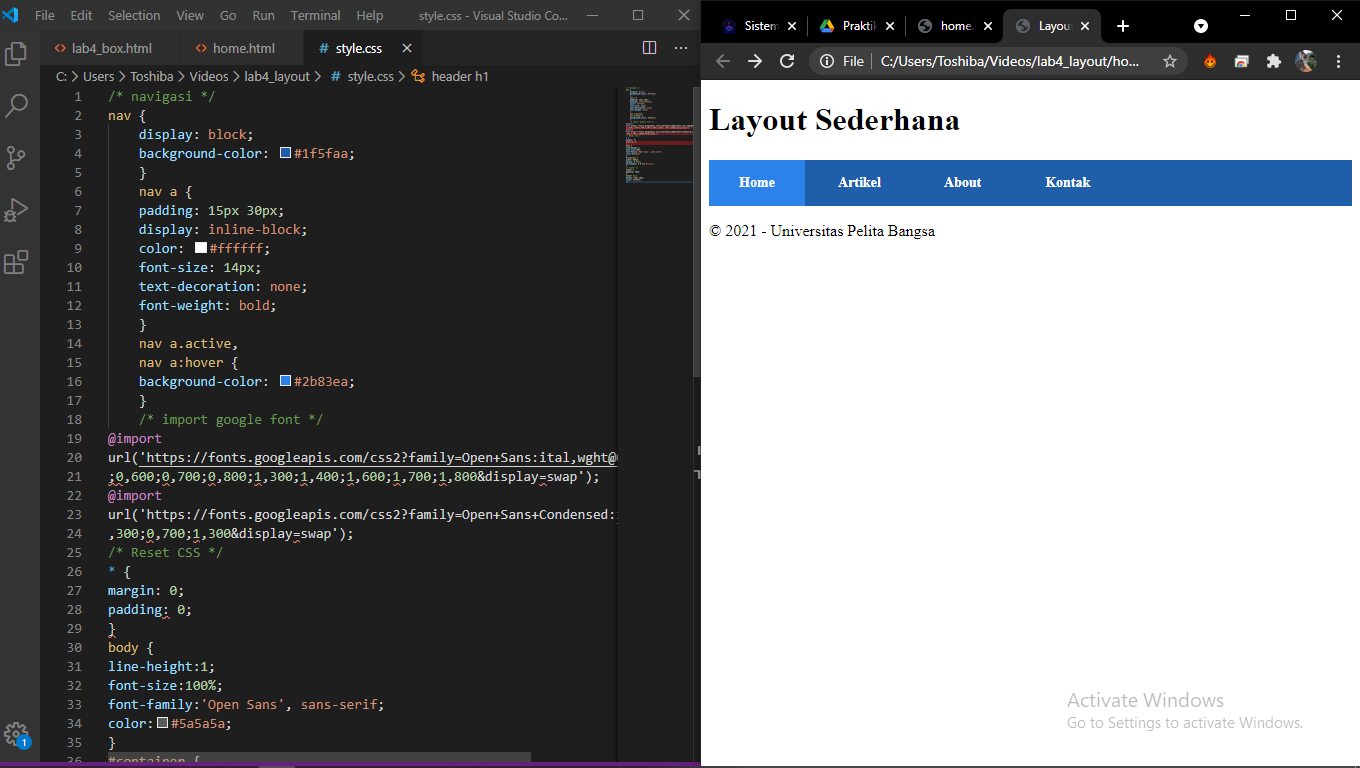 File Edit Selection View Go Run Terminal Help style.css - Visual Studio Co...
lab4_box.html home.html # style.css
C: > Users > Toshiba > Videos > lab4_layout > # style.css > header h1
1 /* navigasi */
2 nav {
3 display: block;
4 background-color: #1f5faa;
5 }
6 nav a {
7 padding: 15px 30px;
8 display: inline-block;
9 color: #ffffff;
10 font-size: 14px;
11 text-decoration: none;
12 font-weight: bold;
13 }
14 nav a.active,
15 nav a:hover {
16 background-color: #2b83ea;
17 }
18 /* import google font */
19 @import
20 url('https://fonts.googleapis.com/css2?family=Open+Sans:ital,wght@
21 ;0,600;0,700;0,800;1,300;1,400;1,600;1,700;1,800&display=swap');
22 @import
23 url('https://fonts.googleapis.com/css2?family=Open+Sans+Condensed:
24 ,300;0,700;1,300&display=swap');
25 /* Reset CSS */
26 * {
27 margin: 0;
28 padding: 0;
29 }
30 body {
31 line-height:1;
32 font-size:100%;
33 font-family:'Open Sans', sans-serif;
34 color:#5a5a5a;
35 }
36 #container {
1
Sistem Praktik home. Layout
File C:/Users/Toshiba/Videos/lab4_layout/ho...
Layout Sederhana
Home Artikel About Kontak
© 2021 - Universitas Pelita Bangsa
Activate Windows
Go to Settings to activate Windows.